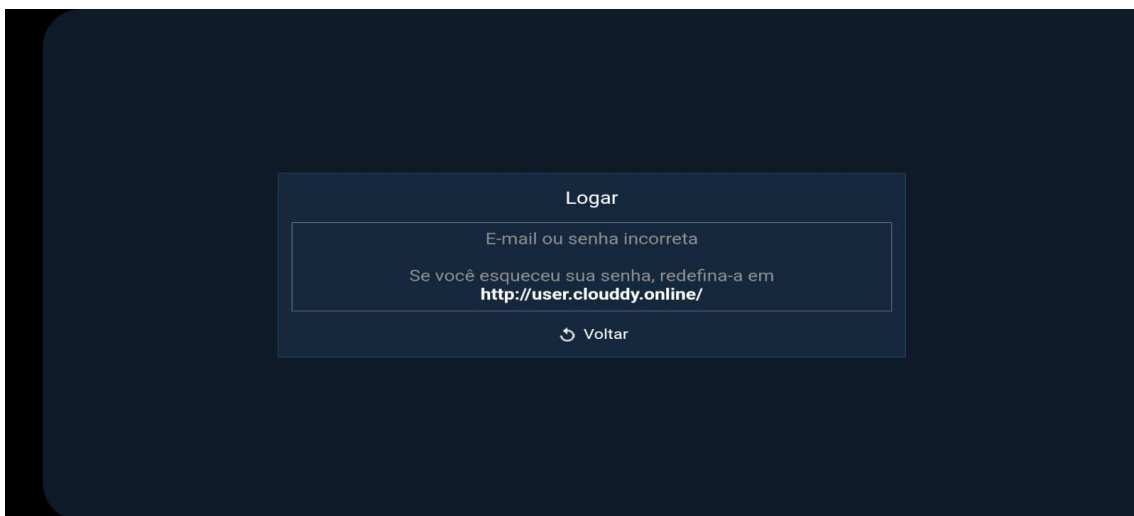 Logar
E-mail ou senha incorreta
Se você esqueceu sua senha, redefina-a em
http://user.clouddy.online/
Voltar